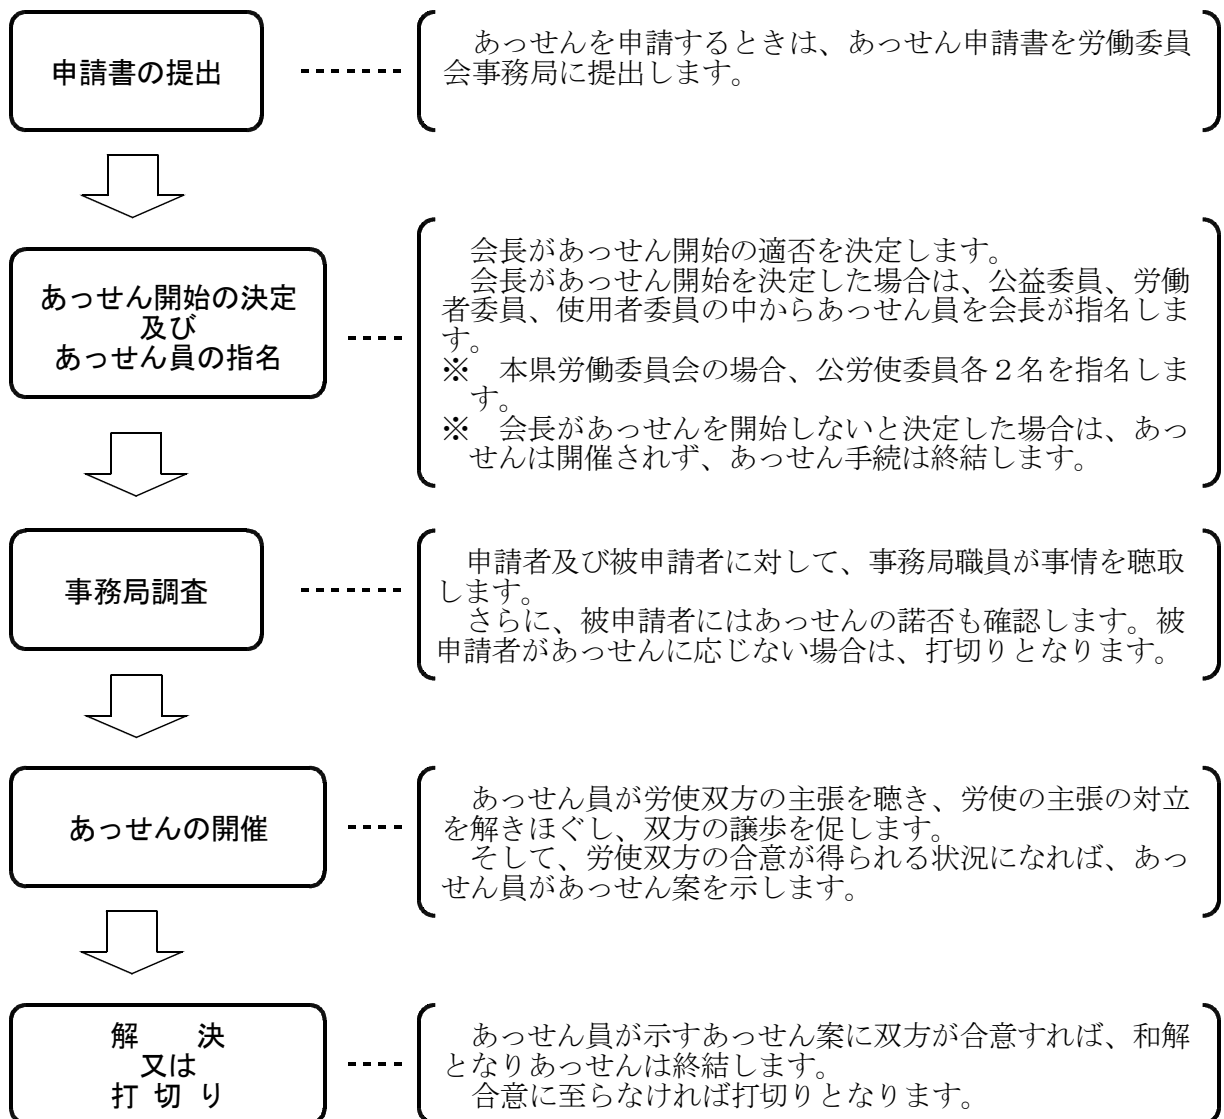 申請書の提出
あっせんを申請するときは、あっせん申請書を労働委員
会事務局に提出します。
あっせん開始の決定
及び
あっせん員の指名
会長があっせん開始の適否を決定します。
会長があっせん開始を決定した場合は、公益委員、労働
者委員、使用者委員の中からあっせん員を会長が指名しま
す。
※　本県労働委員会の場合、公労使委員各２名を指名しま
す。
※　会長があっせんを開始しないと決定した場合は、あっ
せんは開催されず、あっせん手続は終結します。
事務局調査
申請者及び被申請者に対して、事務局職員が事情を聴取
します。
さらに、被申請者にはあっせんの諾否も確認します。被
申請者があっせんに応じない場合は、打切りとなります。
あっせんの開催
あっせん員が労使双方の主張を聴き、労使の主張の対立
を解きほぐし、双方の譲歩を促します。
そして、労使双方の合意が得られる状況になれば、あっ
せん員があっせん案を示します。
解　　決
又は
打 切 り
あっせん員が示すあっせん案に双方が合意すれば、和解
となりあっせんは終結します。
合意に至らなければ打切りとなります。